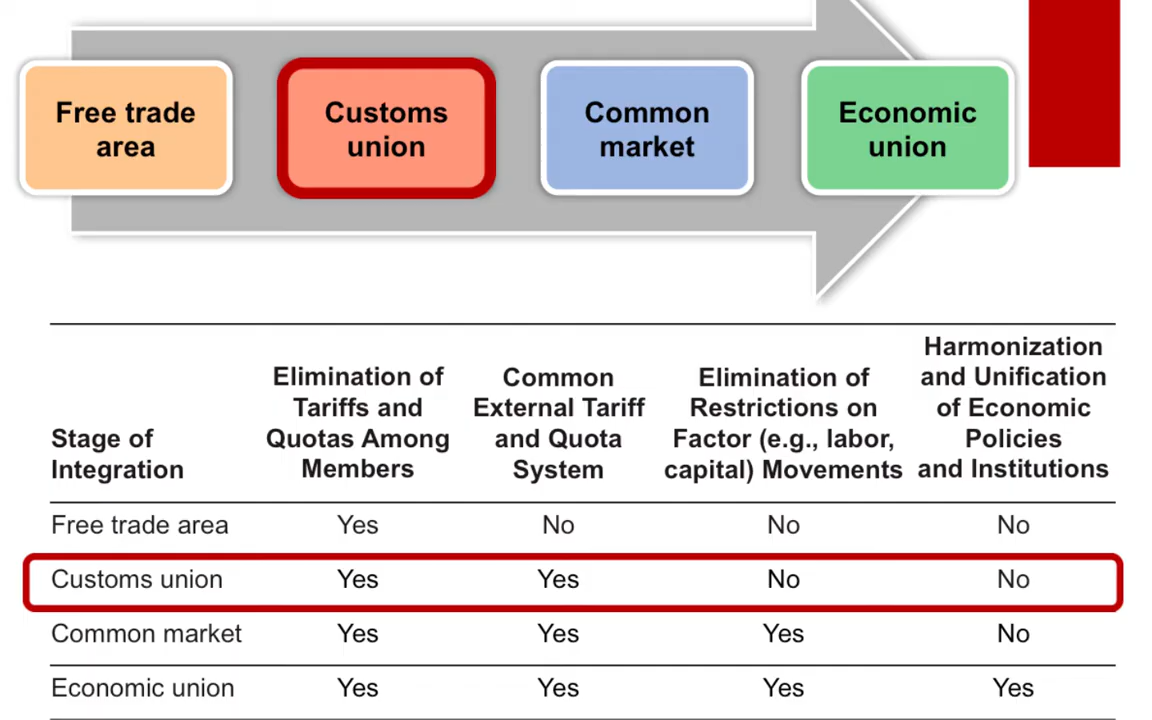 Free trade
area
Customs
union
Common
market
Economic
union
Stage of
Integration
Elimination of
Tariffs and
Quotas Among
Members
Common
External Tariff
and Quota
System
Elimination of
Restrictions on
Factor (e.g., labor,
capital) Movements
Harmonization
and Unification
of Economic
Policies
and Institutions
Free trade area Yes No No No
Customs union Yes Yes No No
Common market Yes Yes Yes No
Economic union Yes Yes Yes Yes